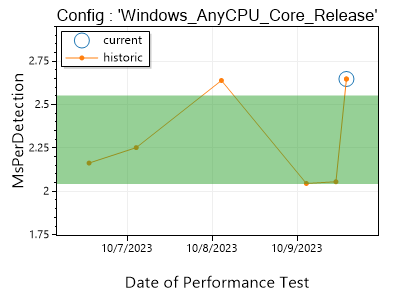 Config : 'Windows_AnyCPU_Core_Release'
current
historic
MsPerDetection
2.75
2.5
2.25
2
1.75
10/7/2023
10/8/2023
10/9/2023
Date of Performance Test